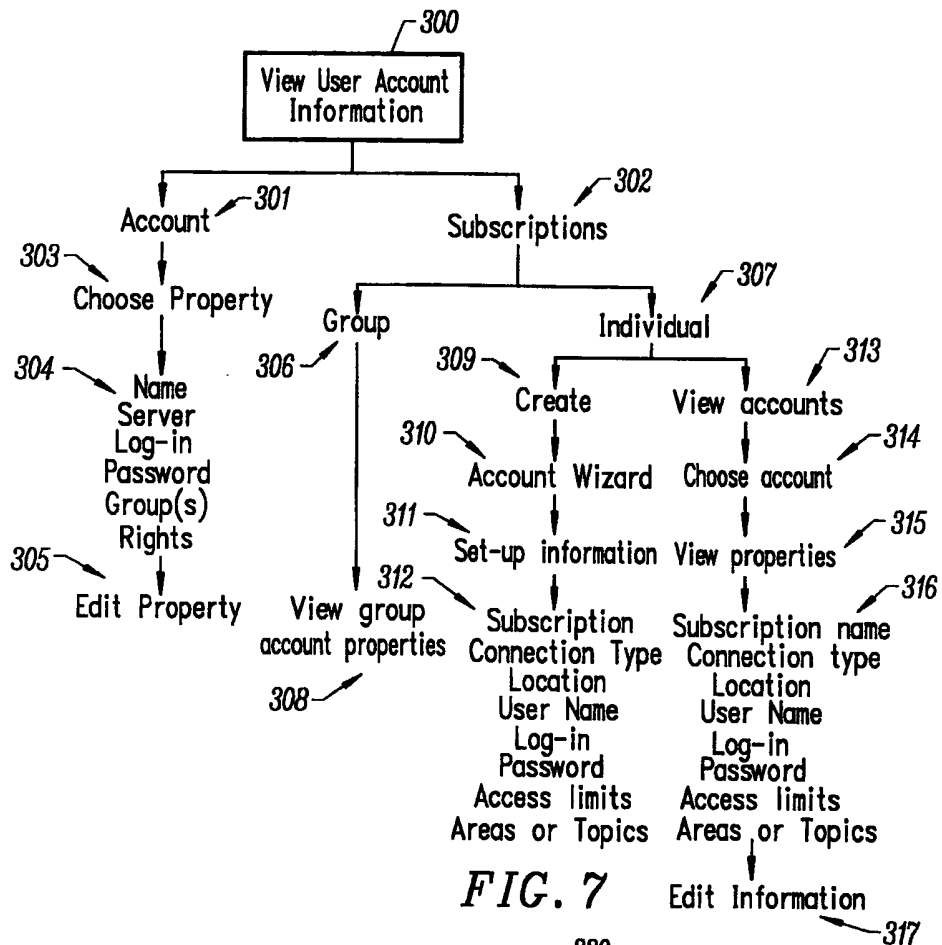 300
View User Account
Information
301
Account
302
Subscriptions
303
Choose Property
304
Name
Server
Log-in
Password
Group(s)
Rights
305
Edit Property
Group
306
View group
account properties
308
307
Individual
309
Create
310
Account Wizard
311
Set-up information
312
Subscription
Connection Type
Location
User Name
Log-in
Password
Access limits
Areas or Topics
313
View accounts
314
Choose account
315
View properties
316
Subscription name
Connection type
Location
User Name
Log-in
Password
Access limits
Areas or Topics
Edit Information
317
FIG. 7